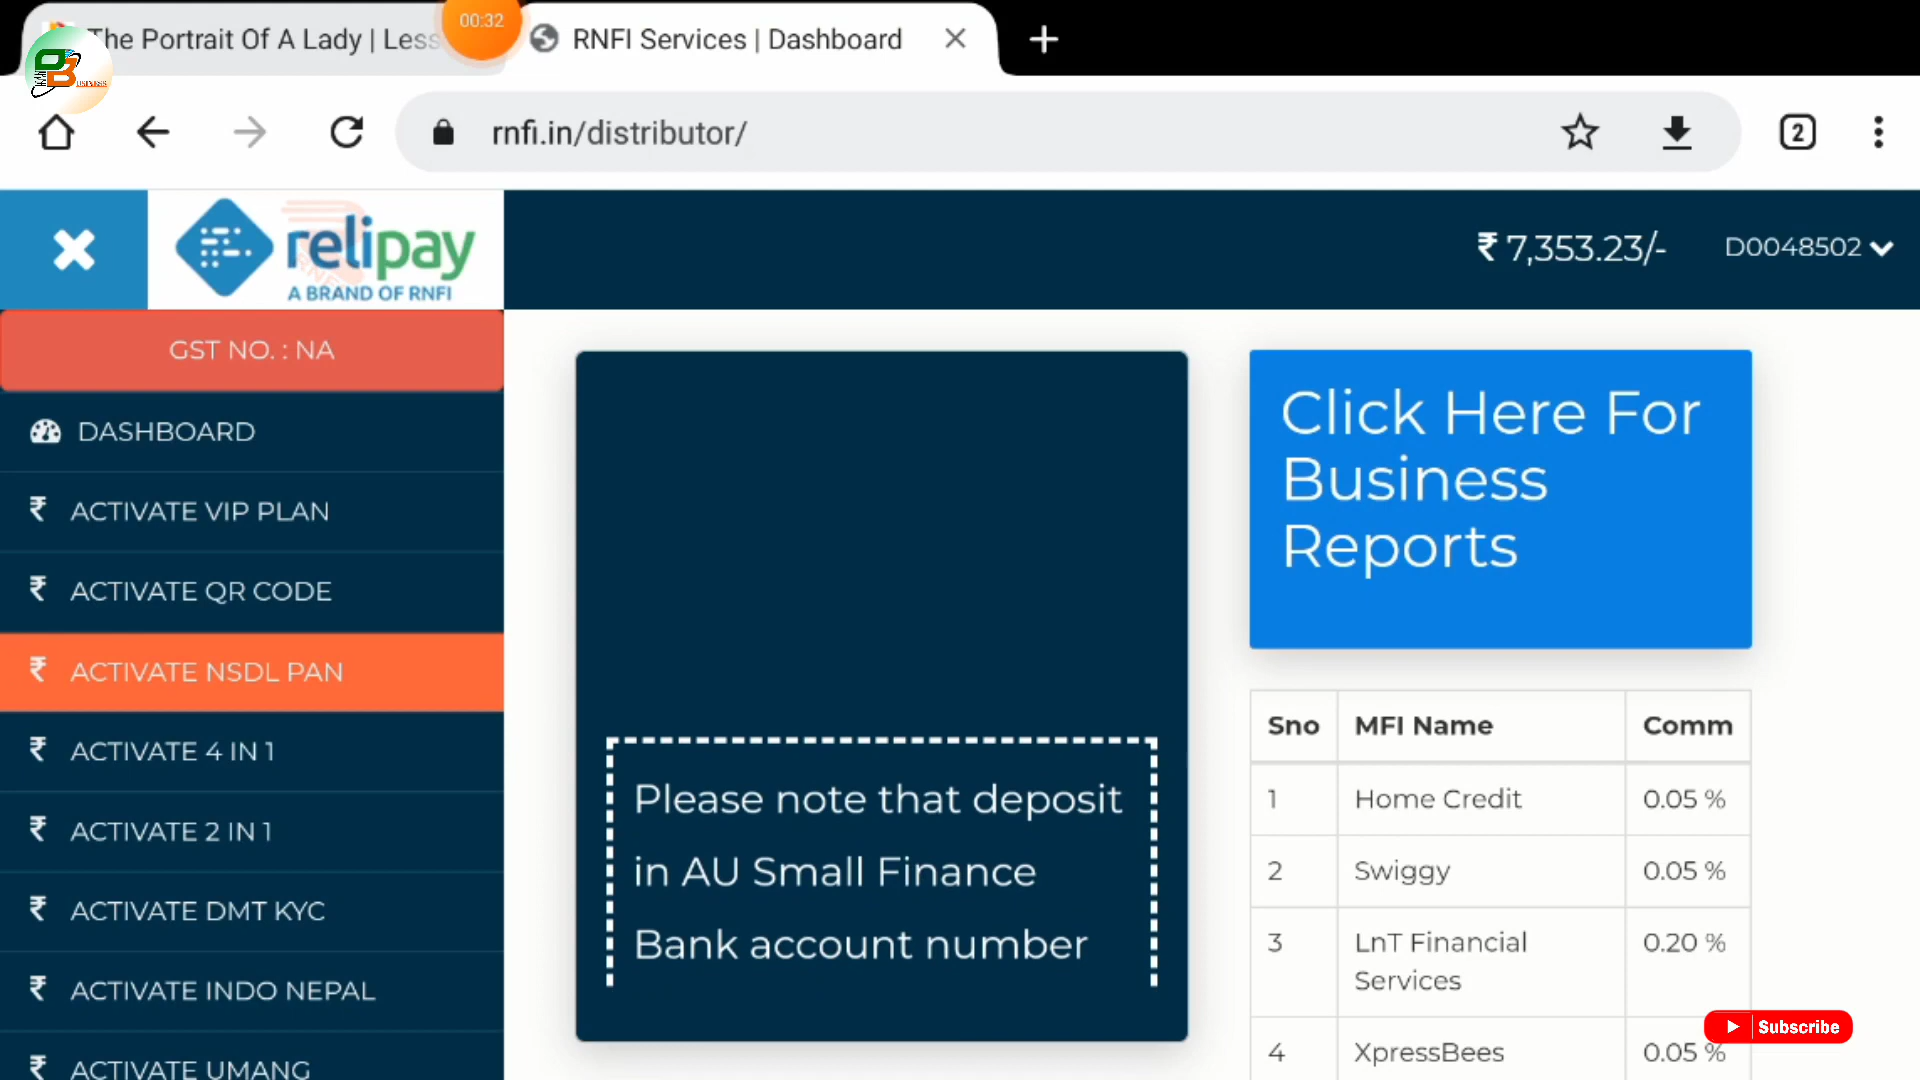 The Portrait Of A Lady | Less
00:32
RNFI Services | Dashboard
BUSINESS
rnfi.in/distributor/
2
relipay
A BRAND OF RNFI
₹ 7,353.23/-
D0048502
GST NO. : NA
DASHBOARD
₹ ACTIVATE VIP PLAN
₹ ACTIVATE QR CODE
₹ ACTIVATE NSDL PAN
₹ ACTIVATE 4 IN 1
₹ ACTIVATE 2 IN 1
₹ ACTIVATE DMT KYC
₹ ACTIVATE INDO NEPAL
₹ ACTIVATE UMANG
Please note that deposit
in AU Small Finance
Bank account number
Click Here For
Business
Reports
Sno MFI Name Comm
1 Home Credit 0.05 %
2 Swiggy 0.05 %
3 LnT Financial Services 0.20 %
4 XpressBees 0.05 %
Subscribe